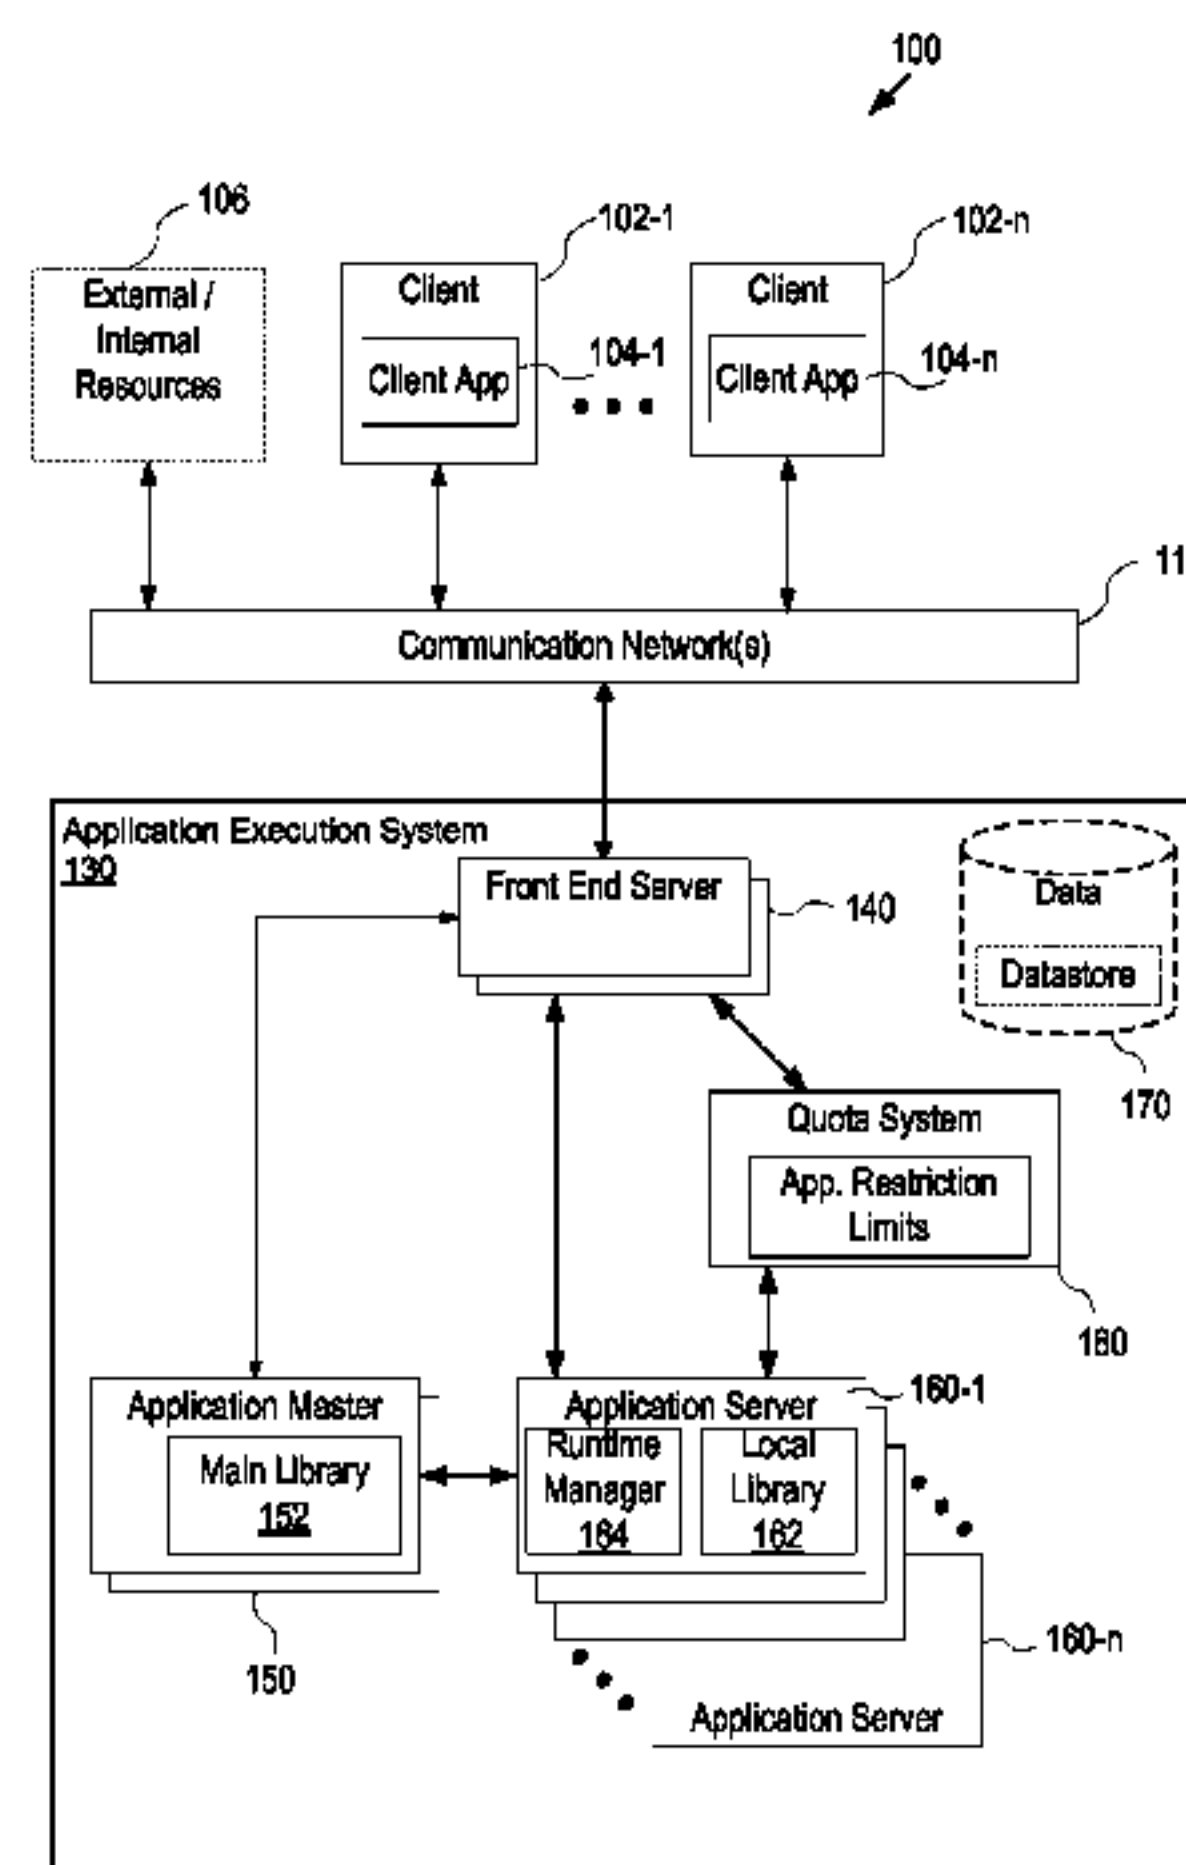 100
106
102-1
102-n
External /
Internal
Resources
Client
Client App
104-1
Client
Client App
104-n
11
Communication Network(s)
Application Execution System
130
Front End Server
140
Data
Datastore
170
Quota System
App. Restriction
Limits
180
Application Master
Main Library
152
150
Application Server
160-1
Runtime
Manager
164
Local
Library
162
160-n
Application Server